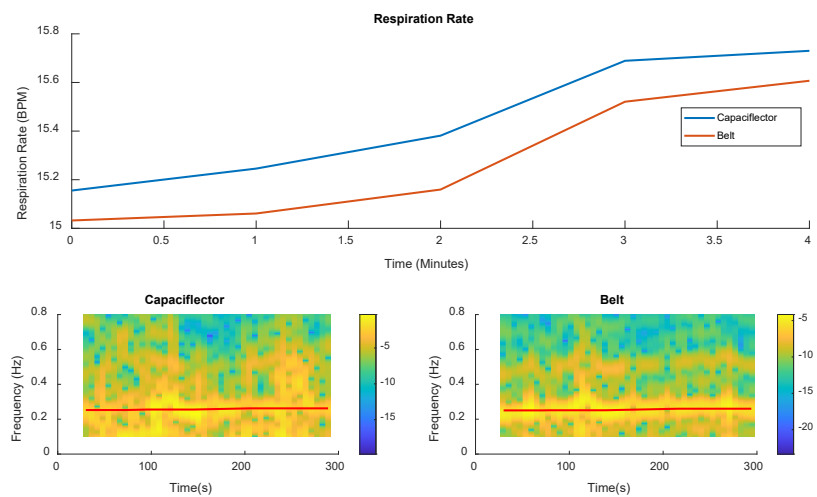 Respiration Rate
15.8
15.6
15.4
15.2
15
Respiration Rate (BPM)
Capaciflector
Belt
0 0.5 1 1.5 2 2.5 3 3.5 4
Time (Minutes)
Capaciflector
0.8
0.6
0.4
0.2
0
Frequency (Hz)
0 100 200 300
Time(s)
-5
-10
-15
Belt
0.8
0.6
0.4
0.2
0
Frequency (Hz)
0 100 200 300
Time(s)
-5
-10
-15
-20